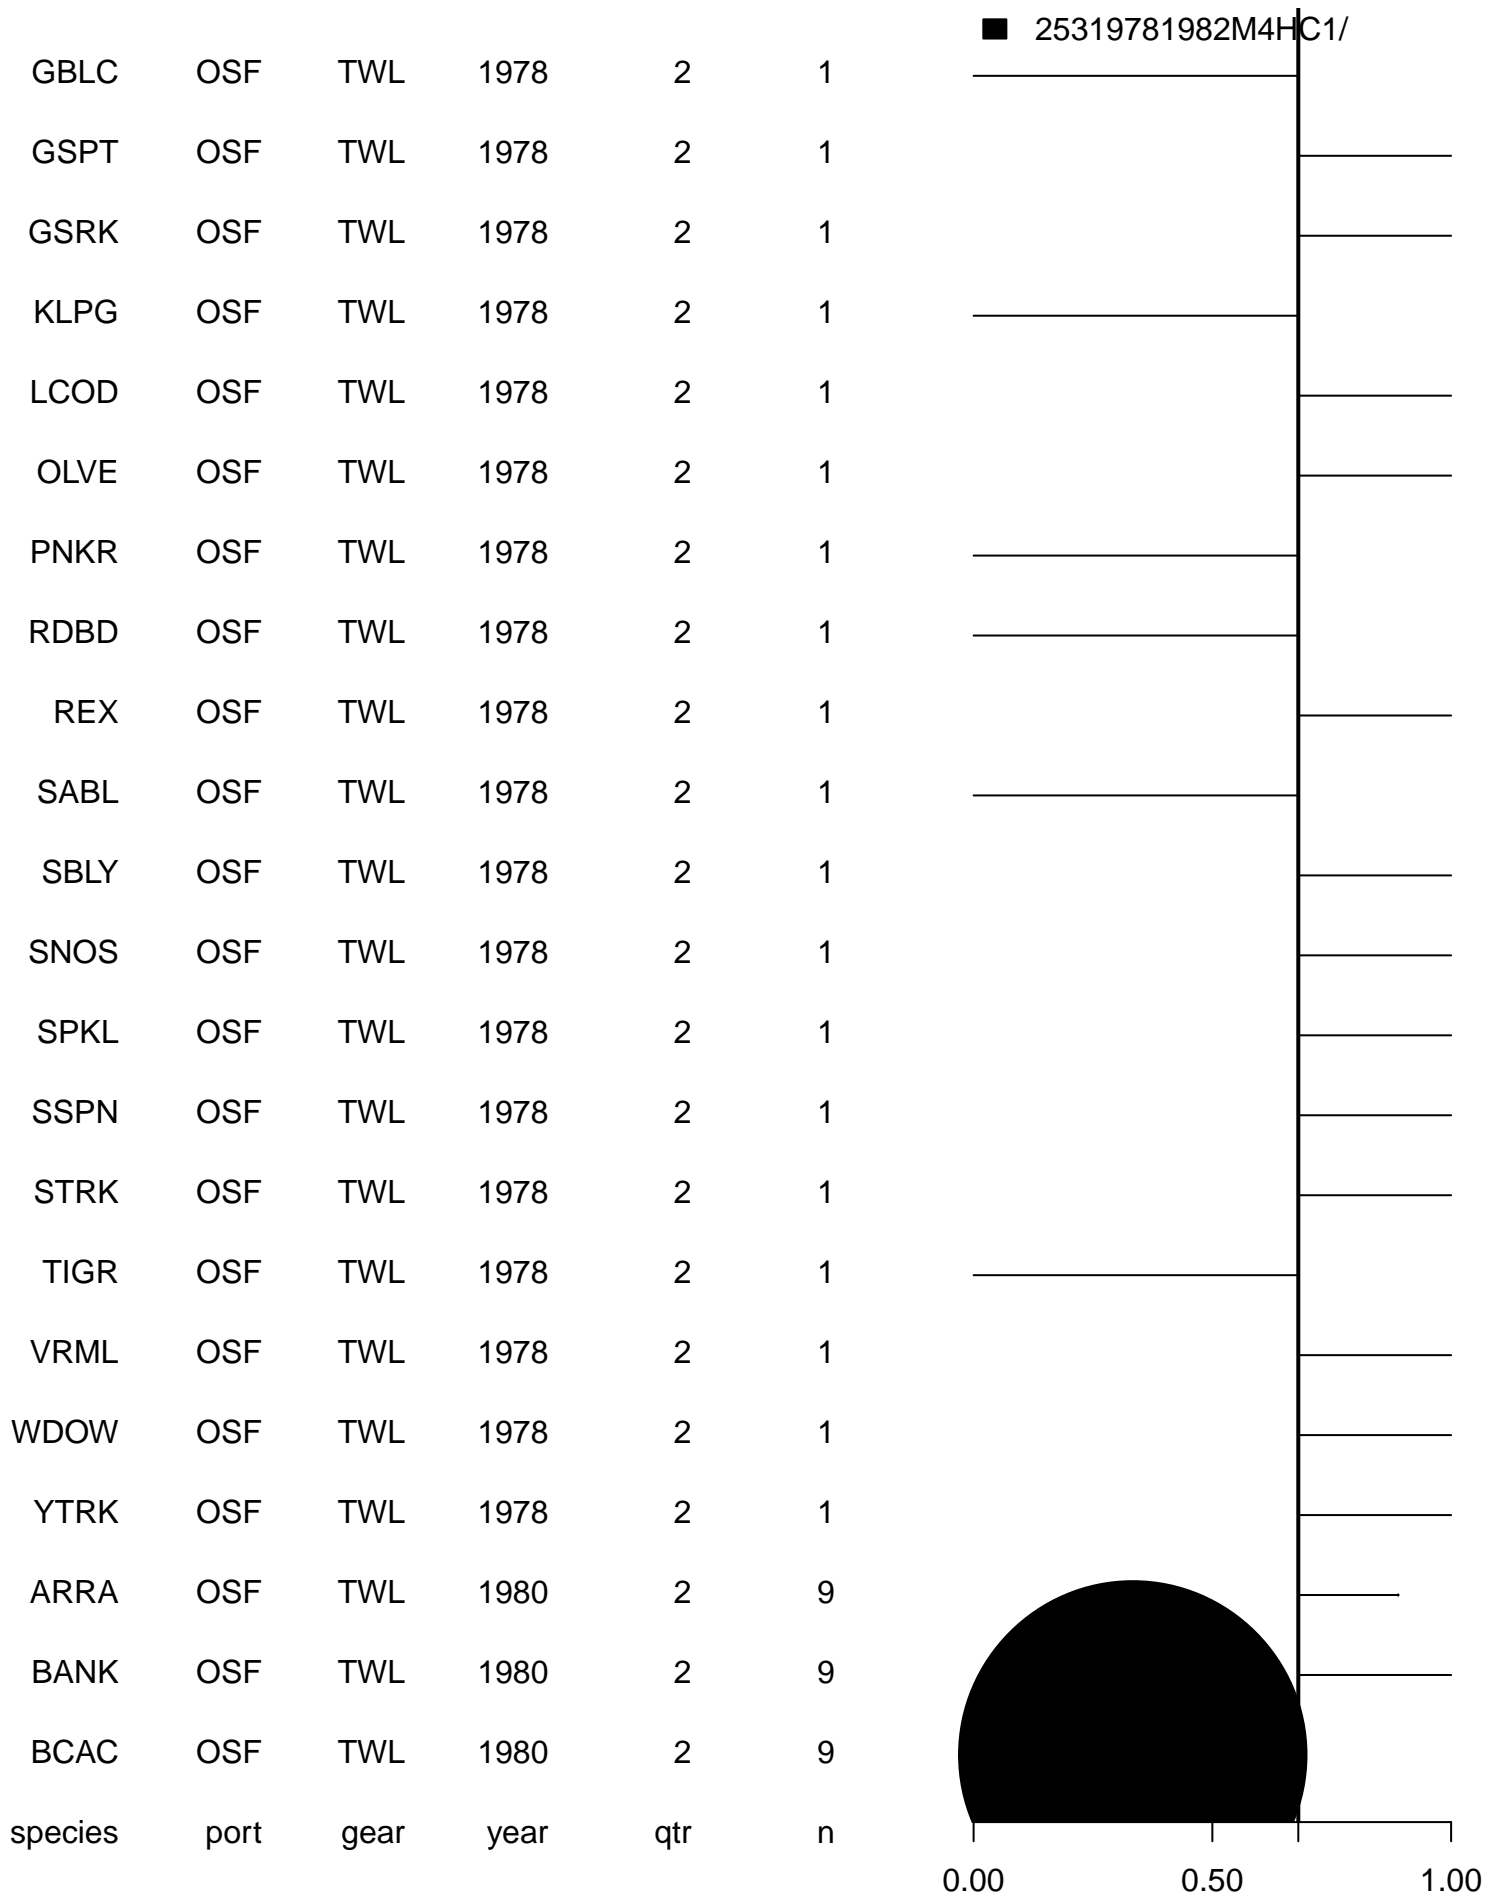 25319781982M4HC1/
GBLC OSF TWL 1978 2 1
GSPT OSF TWL 1978 2 1
GSRK OSF TWL 1978 2 1
KLPG OSF TWL 1978 2 1
LCOD OSF TWL 1978 2 1
OLVE OSF TWL 1978 2 1
PNKR OSF TWL 1978 2 1
RDBD OSF TWL 1978 2 1
REX OSF TWL 1978 2 1
SABL OSF TWL 1978 2 1
SBLY OSF TWL 1978 2 1
SNOS OSF TWL 1978 2 1
SPKL OSF TWL 1978 2 1
SSPN OSF TWL 1978 2 1
STRK OSF TWL 1978 2 1
TIGR OSF TWL 1978 2 1
VRML OSF TWL 1978 2 1
WDOW OSF TWL 1978 2 1
YTRK OSF TWL 1978 2 1
ARRA OSF TWL 1980 2 9
BANK OSF TWL 1980 2 9
BCAC OSF TWL 1980 2 9
species port gear year qtr n
0.00 0.50 1.00